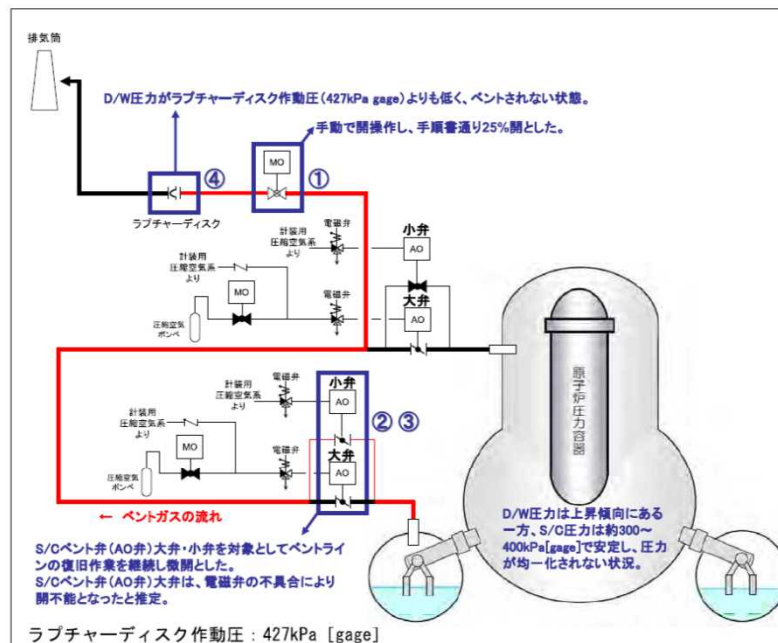 排気筒
D/W圧力がラプチャーディスク作動圧(427kPa gage)よりも低く、ベントされない状態。
手動で開操作し、手順書通り25%開とした。
MO
④
①
ラプチャーディスク
計装用
圧縮空気系
より
電磁弁
小弁
AO
計装用
圧縮空気系
より
MO
電磁弁
大弁
AO
圧縮空気
ボンベ
計装用
圧縮空気系
より
電磁弁
小弁
AO
② ③
計装用
圧縮空気系
より
MO
電磁弁
大弁
AO
圧縮空気
ボンベ
← ベントガスの流れ
原子炉圧力容器
D/W圧力は上昇傾向にある
一方、S/C圧力は約300～
400kPa[gage]で安定し、圧力
が均一化されない状況。
S/Cベント弁(AO弁)大弁・小弁を対象としてベントライ
ンの復旧作業を継続し微開とした。
S/Cベント弁(AO弁)大弁は、電磁弁の不具合により
開不能となったと推定。
ラプチャーディスク作動圧：427kPa [gage]